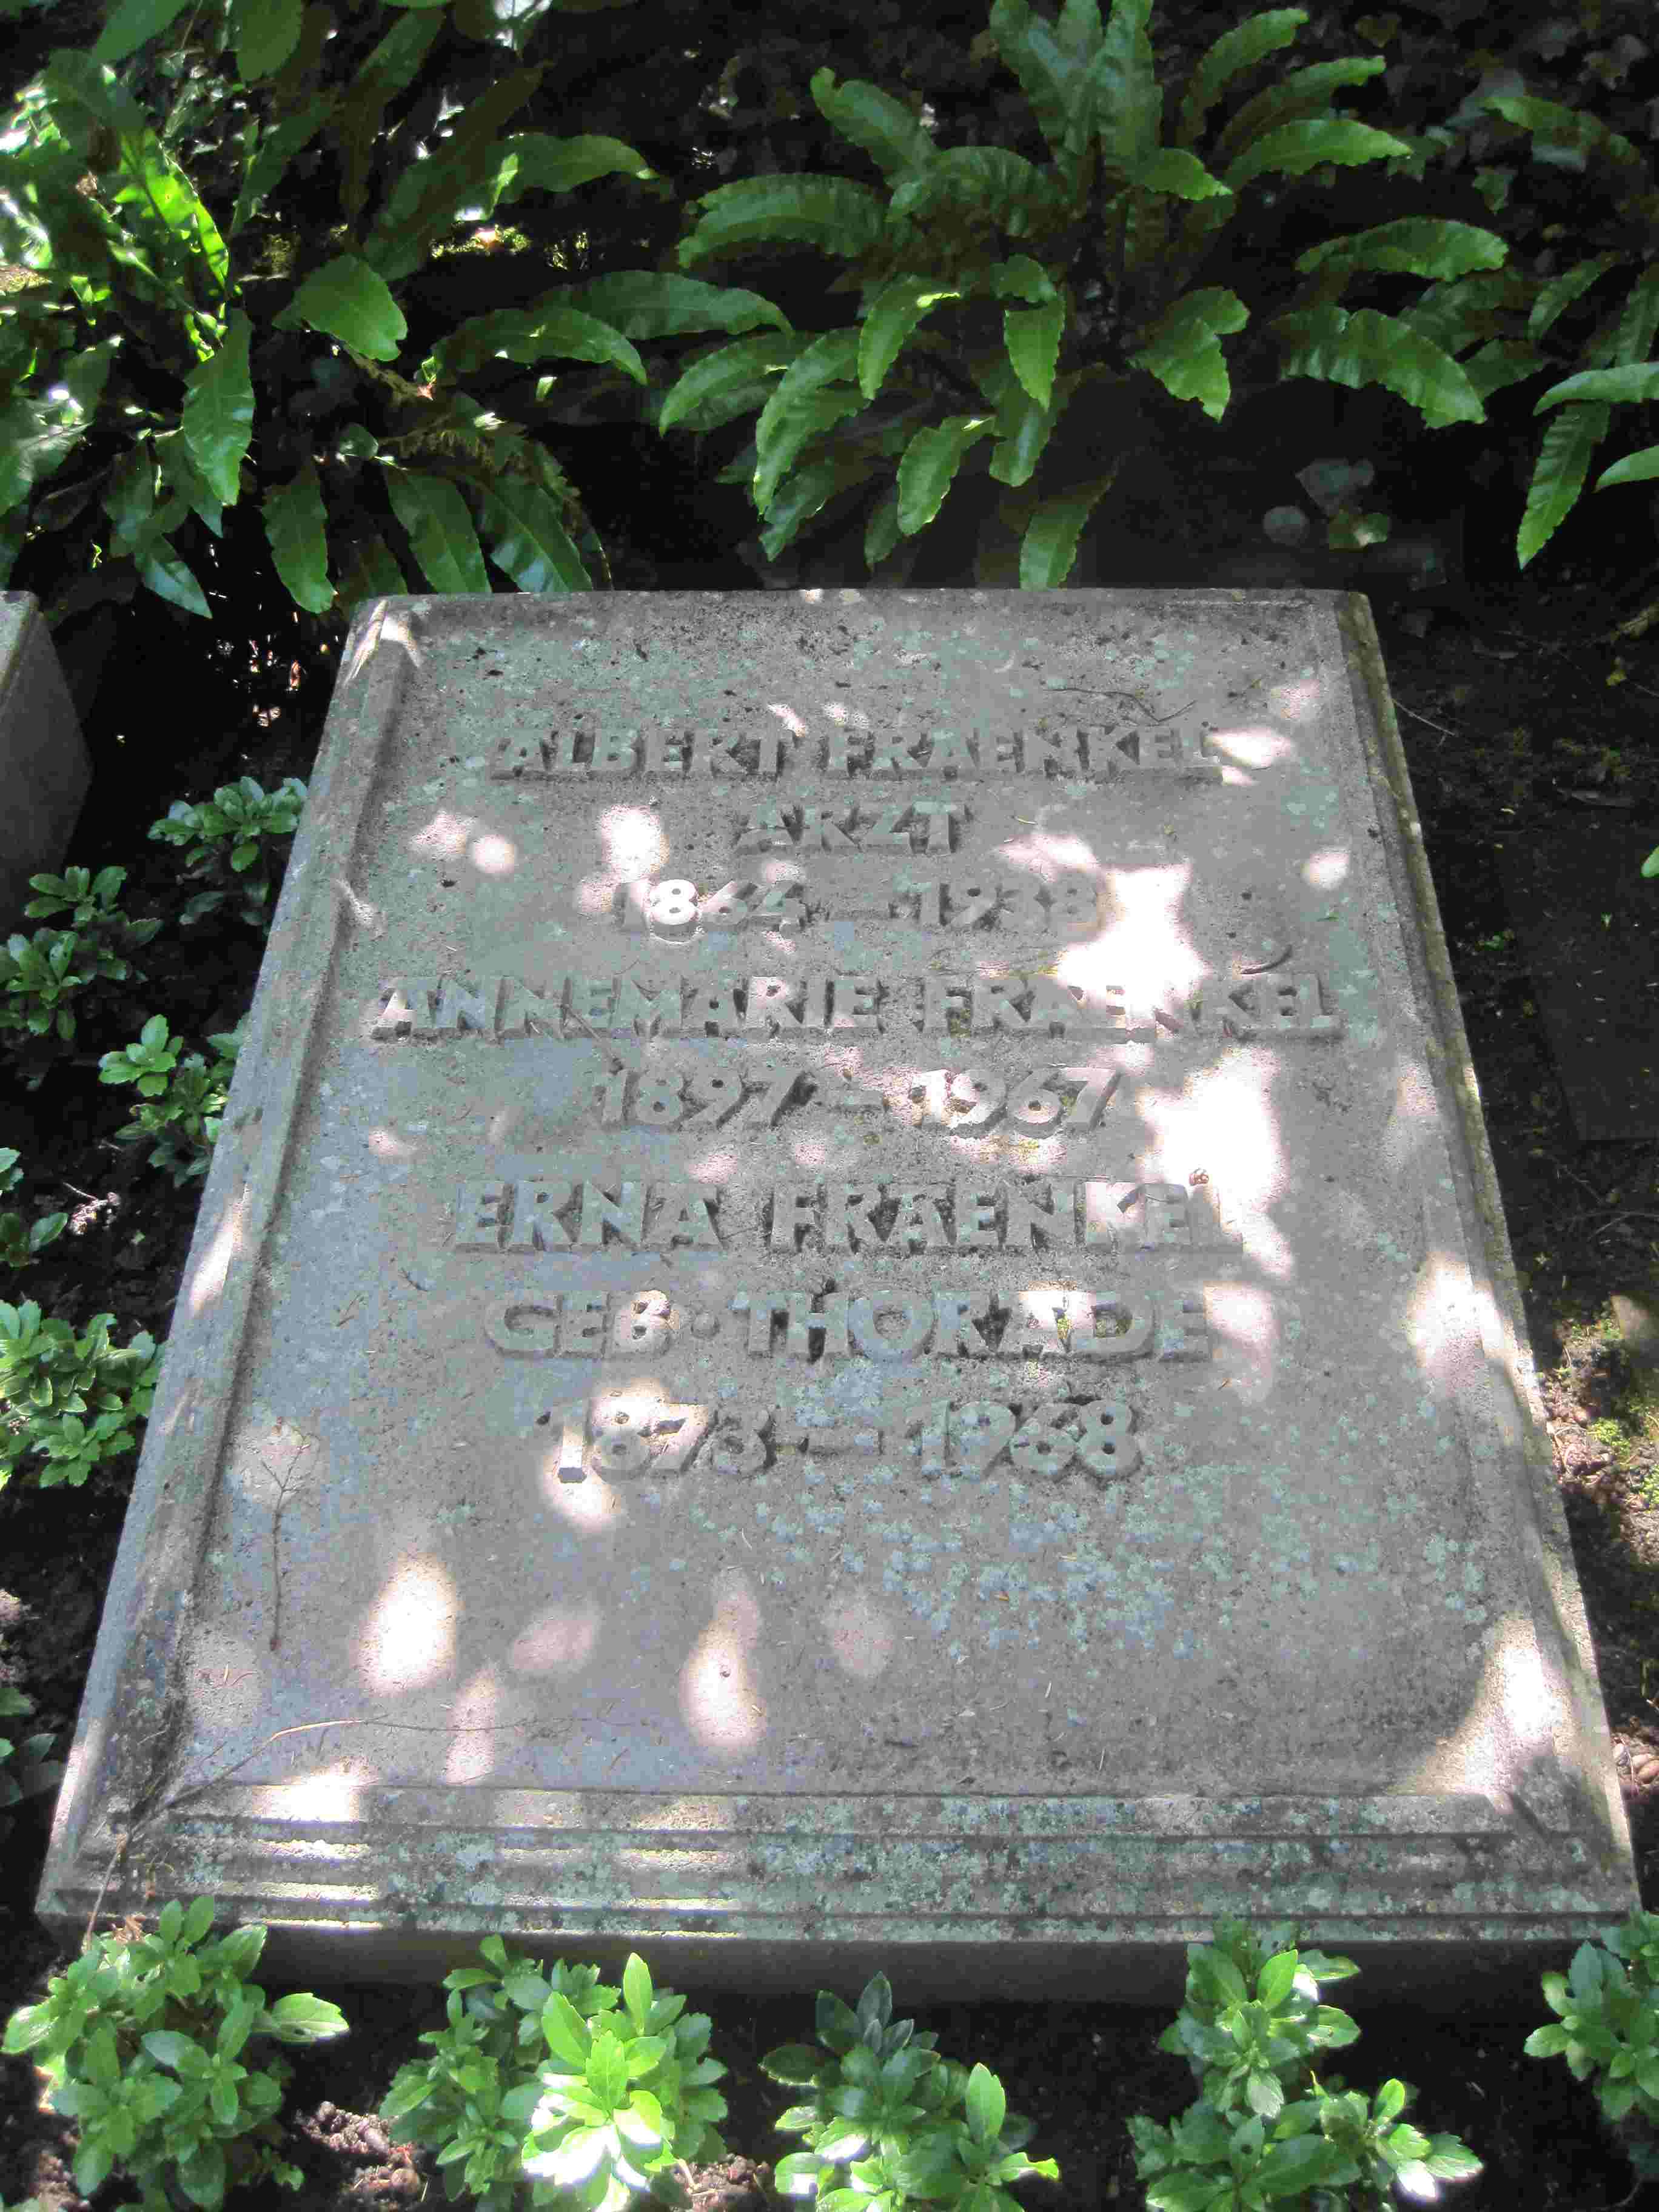 ALBERT FRAENKEL
ARZT
1864 – 1938
ANNEMARIE FRAENKEL
1897 – 1967
ERNA FRAENKEL
GEB · THORADE
1873 – 1968